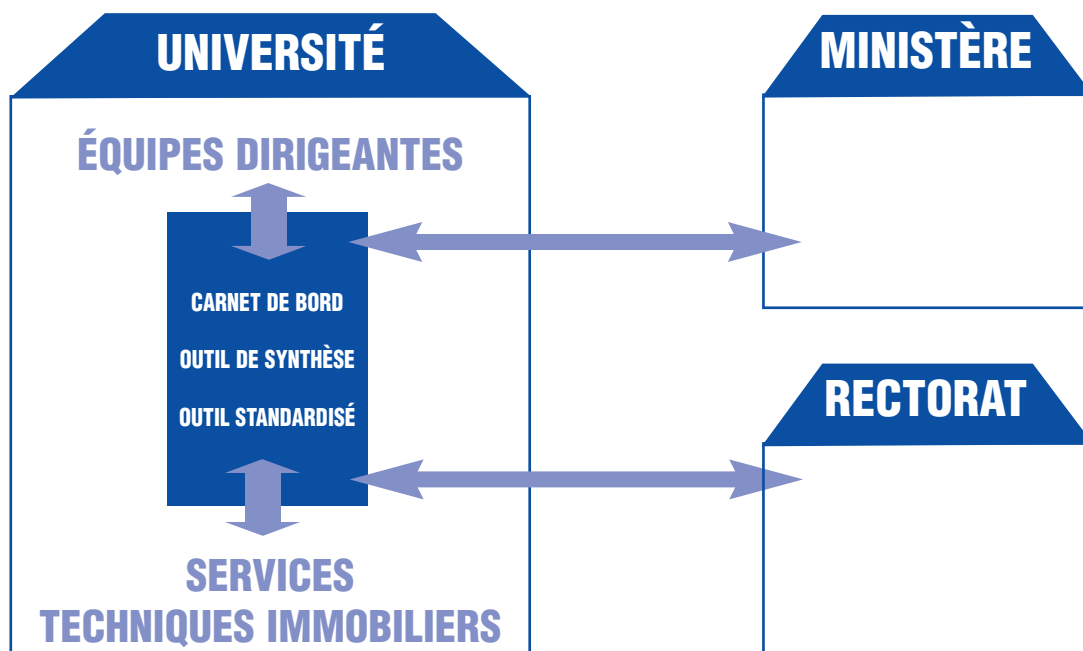 UNIVERSITÉ
ÉQUIPES DIRIGEANTES
CARNET DE BORD
OUTIL DE SYNTHÈSE
OUTIL STANDARDISÉ
SERVICES
TECHNIQUES IMMOBILIERS
MINISTÈRE
RECTORAT